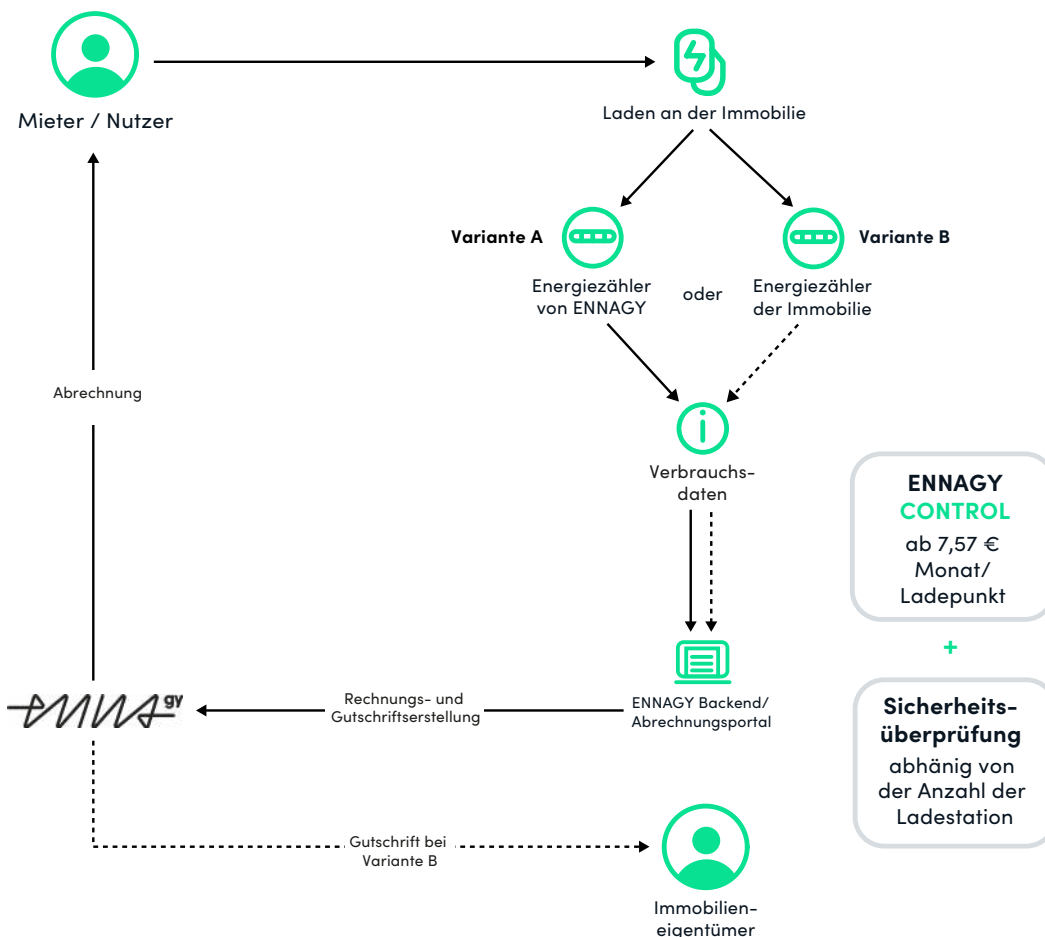 Mieter / Nutzer
Laden an der Immobilie
Variante A
Variante B
Energiezähler
von ENNAGY
oder
Energiezähler
der Immobilie
Abrechnung
Verbrauchs-
daten
ENNAGY
CONTROL
ab 7,57 €
Monat/
Ladepunkt
+
Sicherheits-
überprüfung
abhänig von
der Anzahl der
Ladestation
ENNAGY Backend/
Abrechnungsportal
Rechnungs- und
Gutschriftserstellung
enna gy
Gutschrift bei
Variante B
Immobilien-
eigentümer